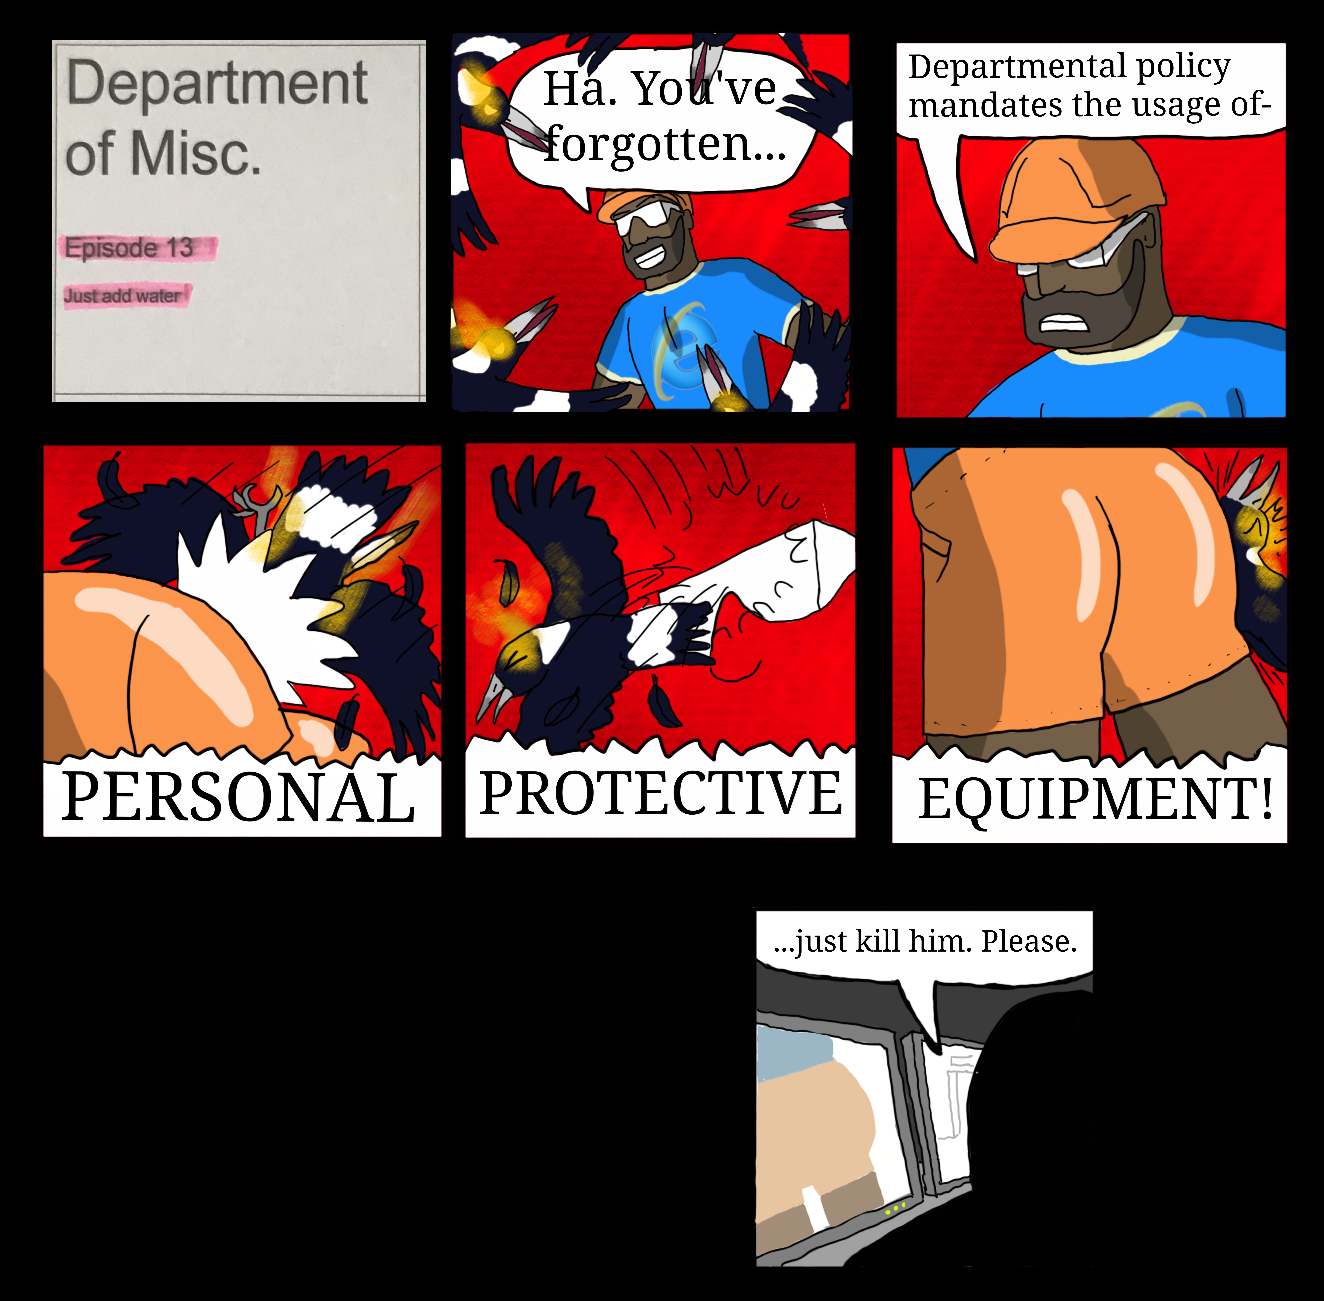 Department
of Misc.
Episode 13
Just add water
Ha. You've
forgotten...
Departmental policy
mandates the usage of-
PERSONAL
PROTECTIVE
EQUIPMENT!
...just kill him. Please.